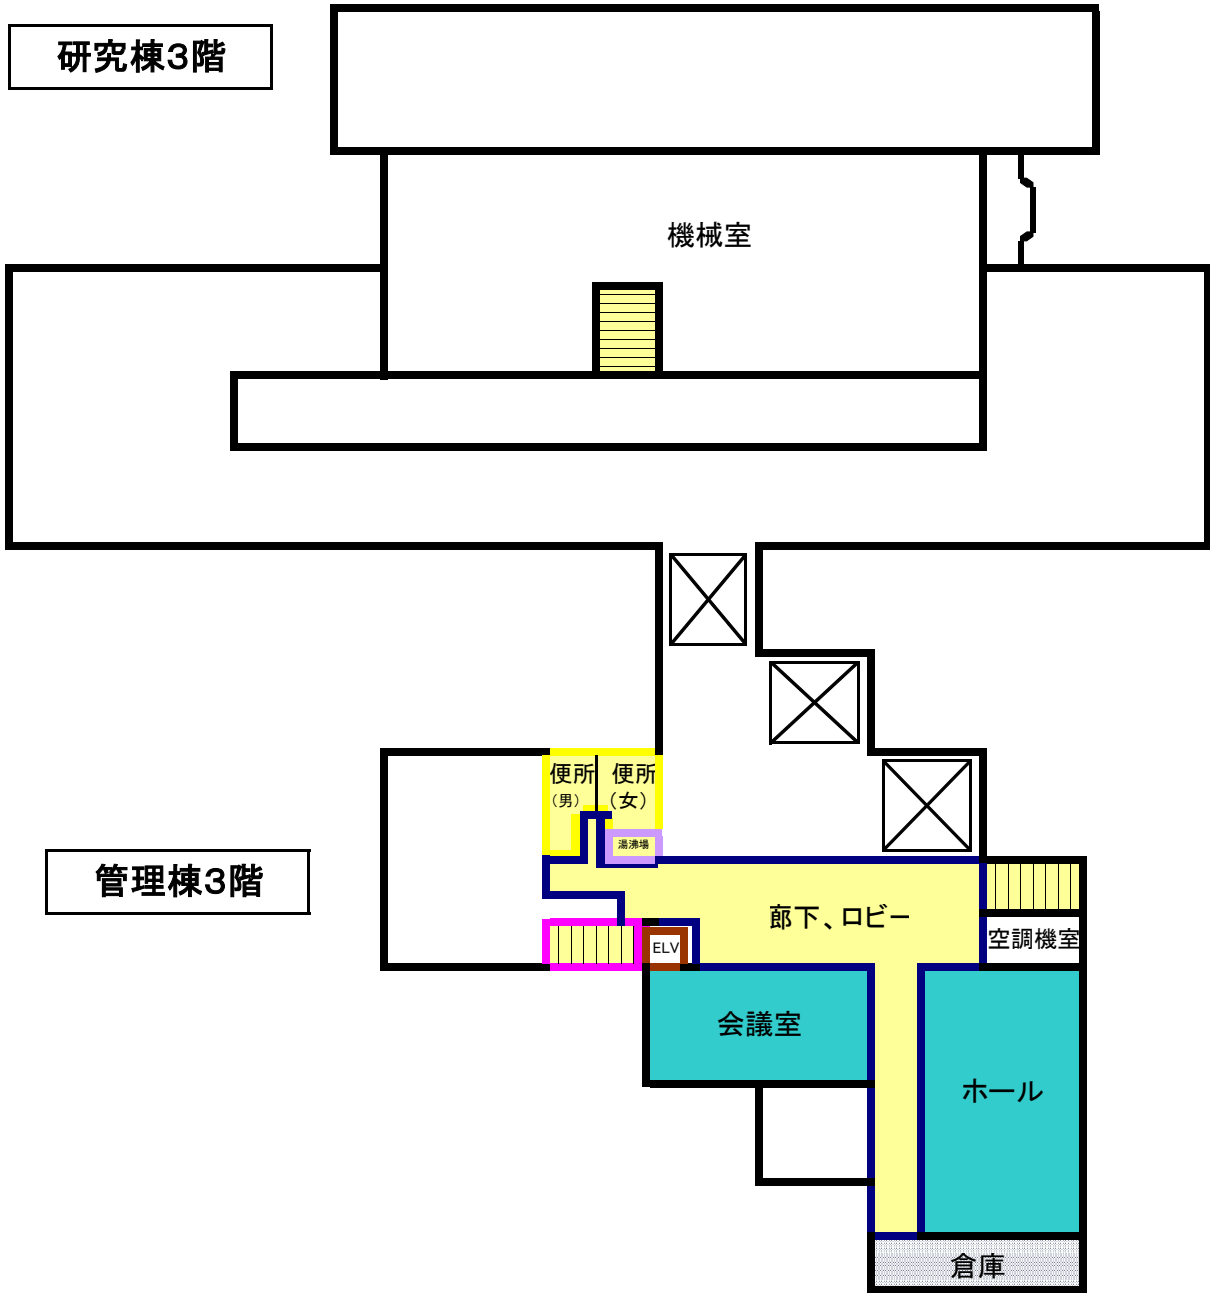 研究棟3階
機械室
便所
(男)
便所
(女)
湯沸場
管理棟3階
廊下、ロビー
空調機室
ELV
会議室
ホール
倉庫